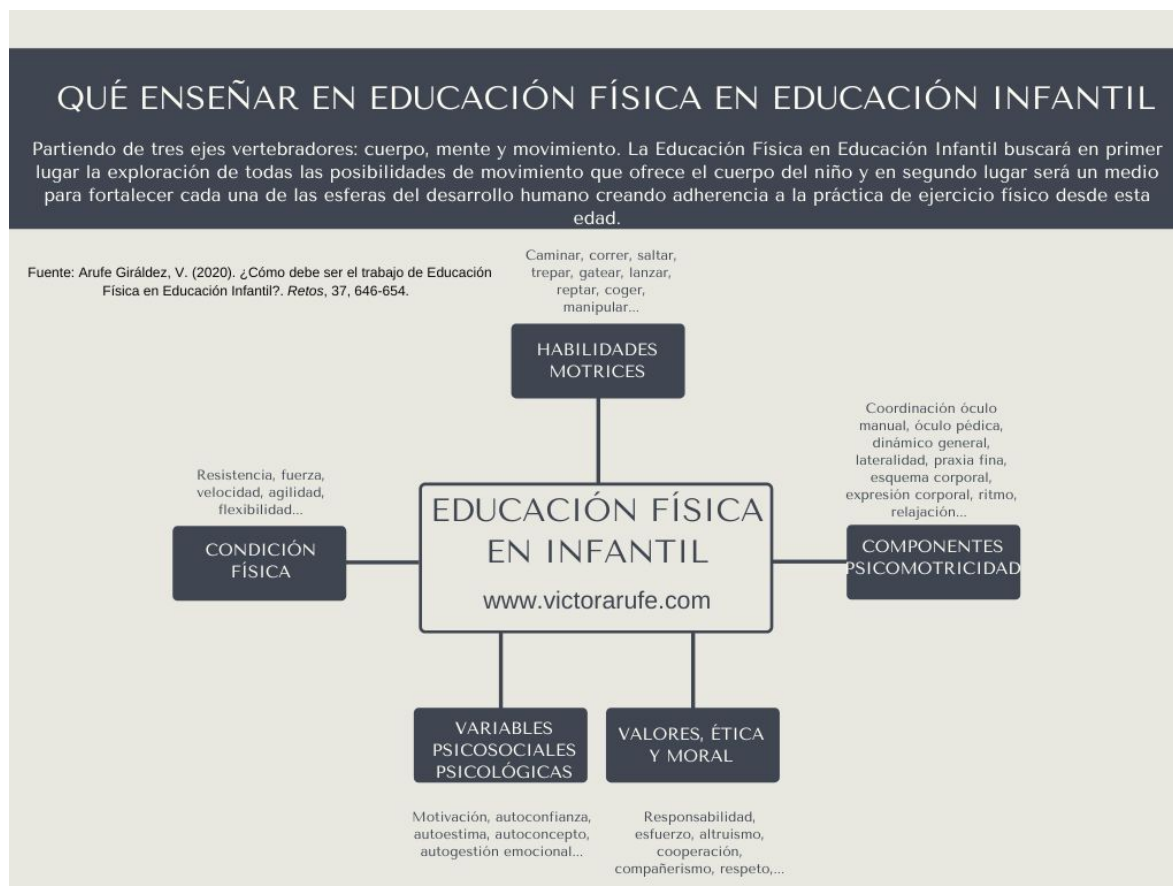 QUÉ ENSEÑAR EN EDUCACIÓN FÍSICA EN EDUCACIÓN INFANTIL
Partiendo de tres ejes vertebradores: cuerpo, mente y movimiento. La Educación Física en Educación Infantil buscará en primer
lugar la exploración de todas las posibilidades de movimiento que ofrece el cuerpo del niño y en segundo lugar será un medio
para fortalecer cada una de las esferas del desarrollo humano creando adherencia a la práctica de ejercicio físico desde esta
edad.
Fuente: Arufe Giráldez, V. (2020). ¿Cómo debe ser el trabajo de Educación
Física en Educación Infantil?. Retos, 37, 646-654.
Caminar, correr, saltar,
trepar, gatear, lanzar,
reptar, coger,
manipular...
HABILIDADES
MOTRICES
Coordinación óculo
manual, óculo pédica,
dinámico general,
lateralidad, praxia fina,
esquema corporal,
expresión corporal, ritmo,
relajación...
COMPONENTES
PSICOMOTRICIDAD
Resistencia, fuerza,
velocidad, agilidad,
flexibilidad...
CONDICIÓN
FÍSICA
EDUCACIÓN FÍSICA
EN INFANTIL
www.victorarufe.com
VARIABLES
PSICOSOCIALES
PSICOLÓGICAS
Motivación, autoconfianza,
autoestima, autoconcepto,
autogestión emocional...
VALORES, ÉTICA
Y MORAL
Responsabilidad,
esfuerzo, altruismo,
cooperación,
compañerismo, respeto,...